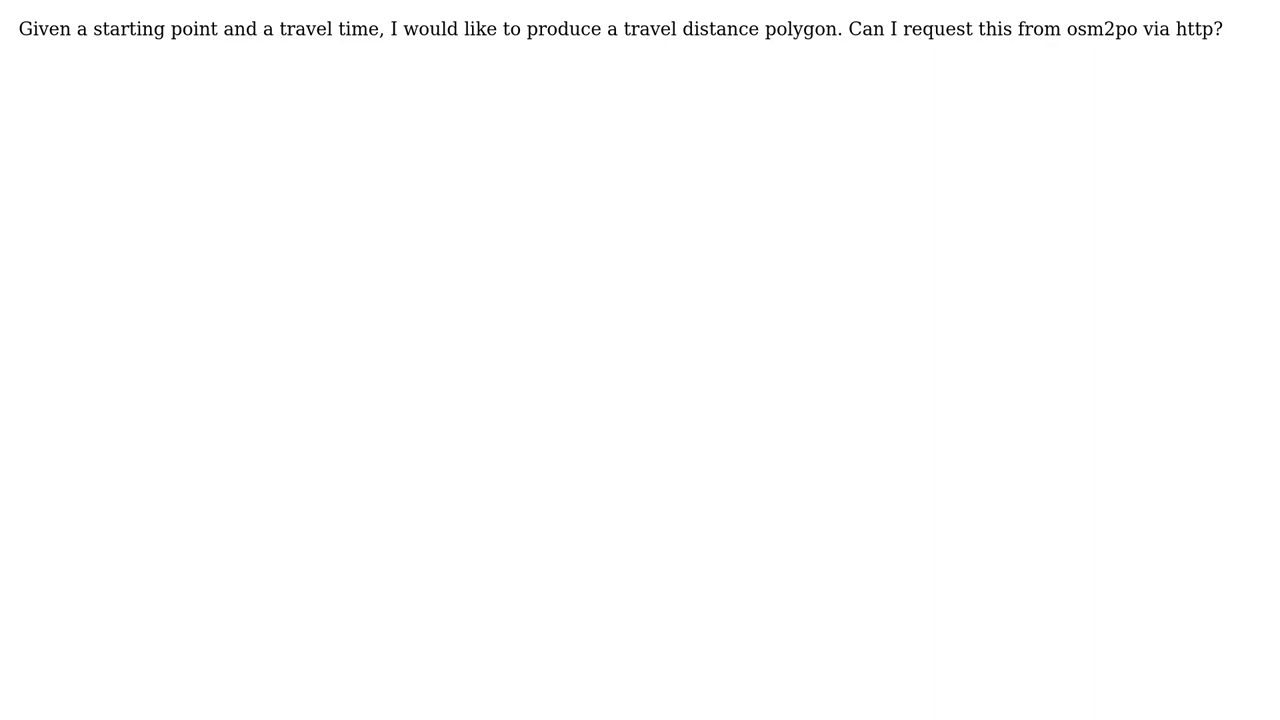 Given a starting point and a travel time, I would like to produce a travel distance polygon. Can I request this from osm2po via http?